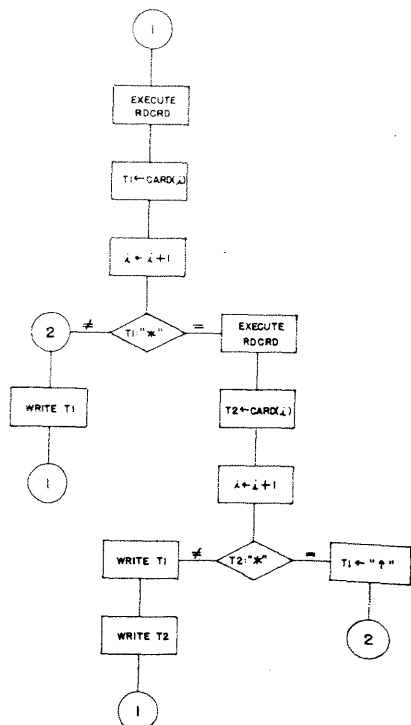 1
EXECUTE
RDCRD
T1←CARD(i)
i←i+1
2
≠
T1:"*"
=
EXECUTE
RDCRD
WRITE T1
T2←CARD(i)
1
i←i+1
WRITE T1
≠
T2:"*"
=
T1←"↑"
WRITE T2
2
1